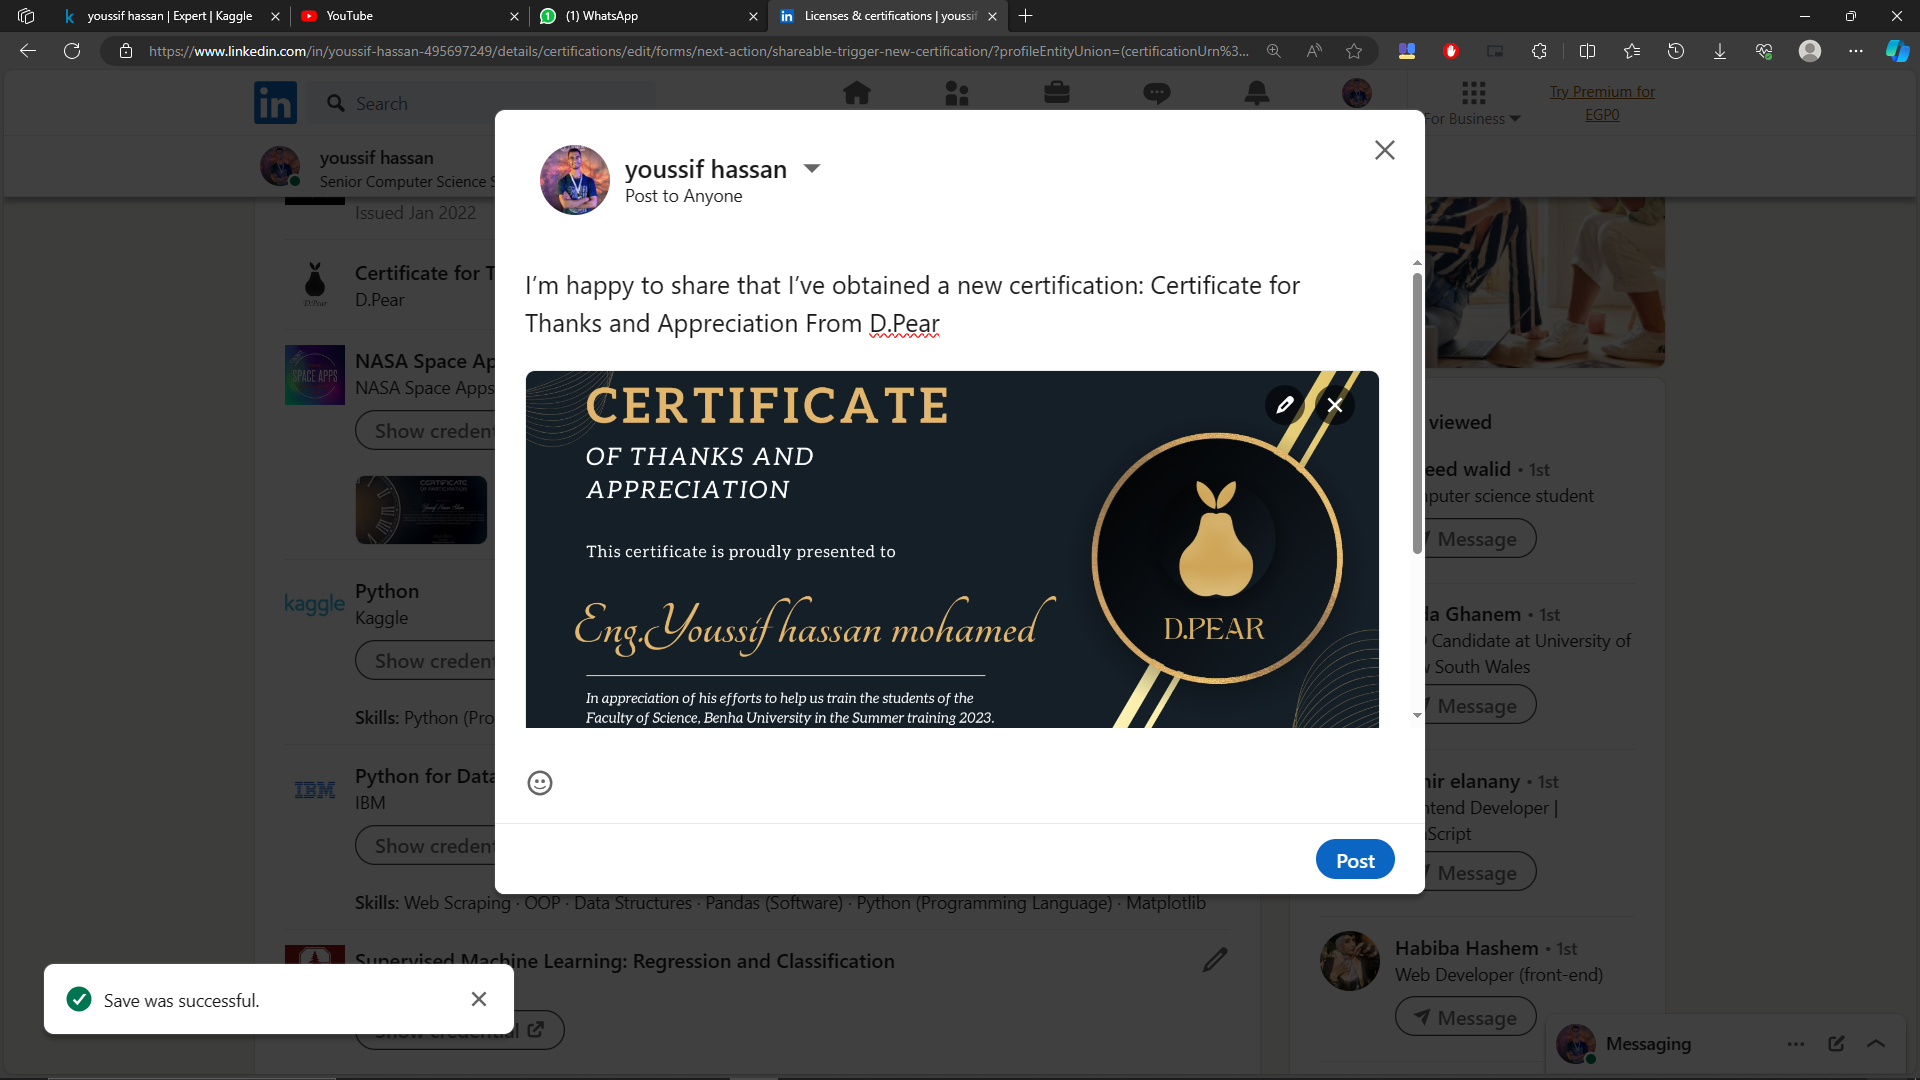 youssif hassan | Expert | Kaggle
YouTube
(1) WhatsApp
Licenses & certifications | youssif
https://www.linkedin.com/in/youssif-hassan-495697249/details/certifications/edit/forms/next-action/shareable-trigger-new-certification/?profileEntityUnion=(certificationUrn%3...
in
Search
For Business
Try Premium for
EGP0
youssif hassan
Senior Computer Science S
Issued Jan 2022
Certificate for T
D.Pear
NASA Space Ap
NASA Space Apps
SPACE APPS
Show creden
CERTIFICATE
kaggle
Python
Kaggle
Show creden
Skills: Python (Pro
IBM
Python for Data
IBM
Show creden
Skills: Web Scraping · OOP · Data Structures · Pandas (Software) · Python (Programming Language) · Matplotlib
Supervised Machine Learning: Regression and Classification
Show credential
youssif hassan
Post to Anyone
I’m happy to share that I’ve obtained a new certification: Certificate for
Thanks and Appreciation From D.Pear
CERTIFICATE
OF THANKS AND
APPRECIATION
This certificate is proudly presented to
Eng.Youssif hassan mohamed
In appreciation of his efforts to help us train the students of the
Faculty of Science, Benha University in the Summer training 2023.
D.PEAR
Post
Save was successful.
viewed
eed walid · 1st
puter science student
Message
da Ghanem · 1st
Candidate at University of
South Wales
Message
ir elanany · 1st
tend Developer |
Script
Message
Habiba Hashem · 1st
Web Developer (front-end)
Message
Messaging